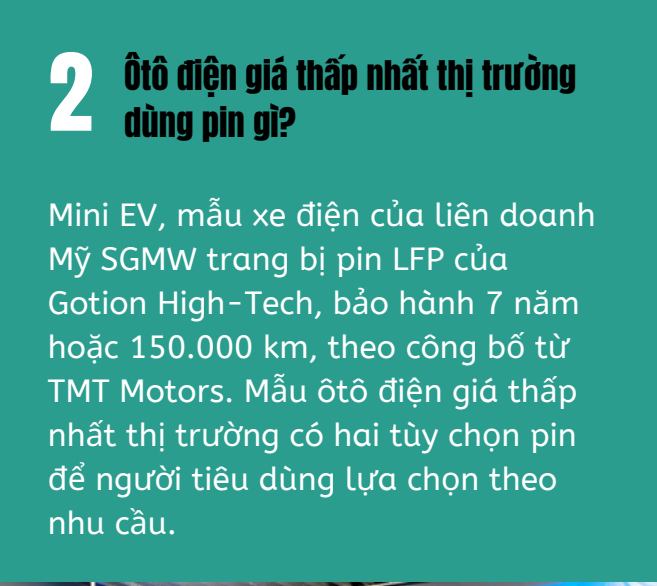 2
Ôtô điện giá thấp nhất thị trường
dùng pin gì?
Mini EV, mẫu xe điện của liên doanh
Mỹ SGMW trang bị pin LFP của
Gotion High-Tech, bảo hành 7 năm
hoặc 150.000 km, theo công bố từ
TMT Motors. Mẫu ôtô điện giá thấp
nhất thị trường có hai tùy chọn pin
để người tiêu dùng lựa chọn theo
nhu cầu.